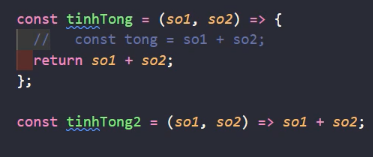 const tinhTong = (so1, so2) => {
//   const tong = so1 + so2;
return so1 + so2;
};
const tinhTong2 = (so1, so2) => so1 + so2;